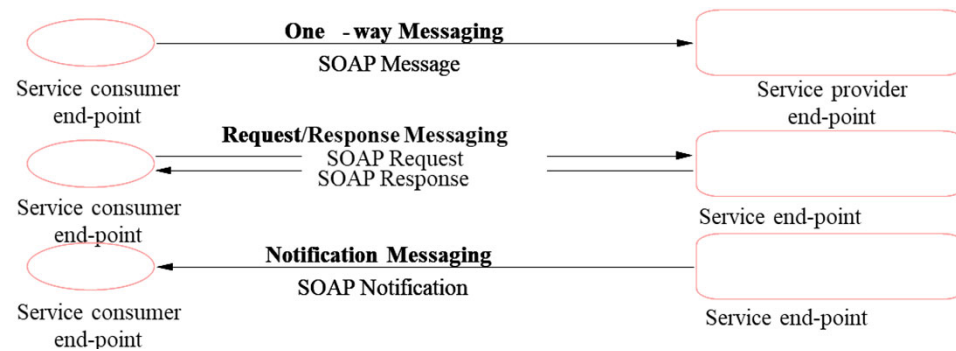 One -way Messaging
SOAP Message
Service consumer
end-point
Service provider
end-point
Request/Response Messaging
SOAP Request
SOAP Response
Service consumer
end-point
Service end-point
Notification Messaging
SOAP Notification
Service consumer
end-point
Service end-point